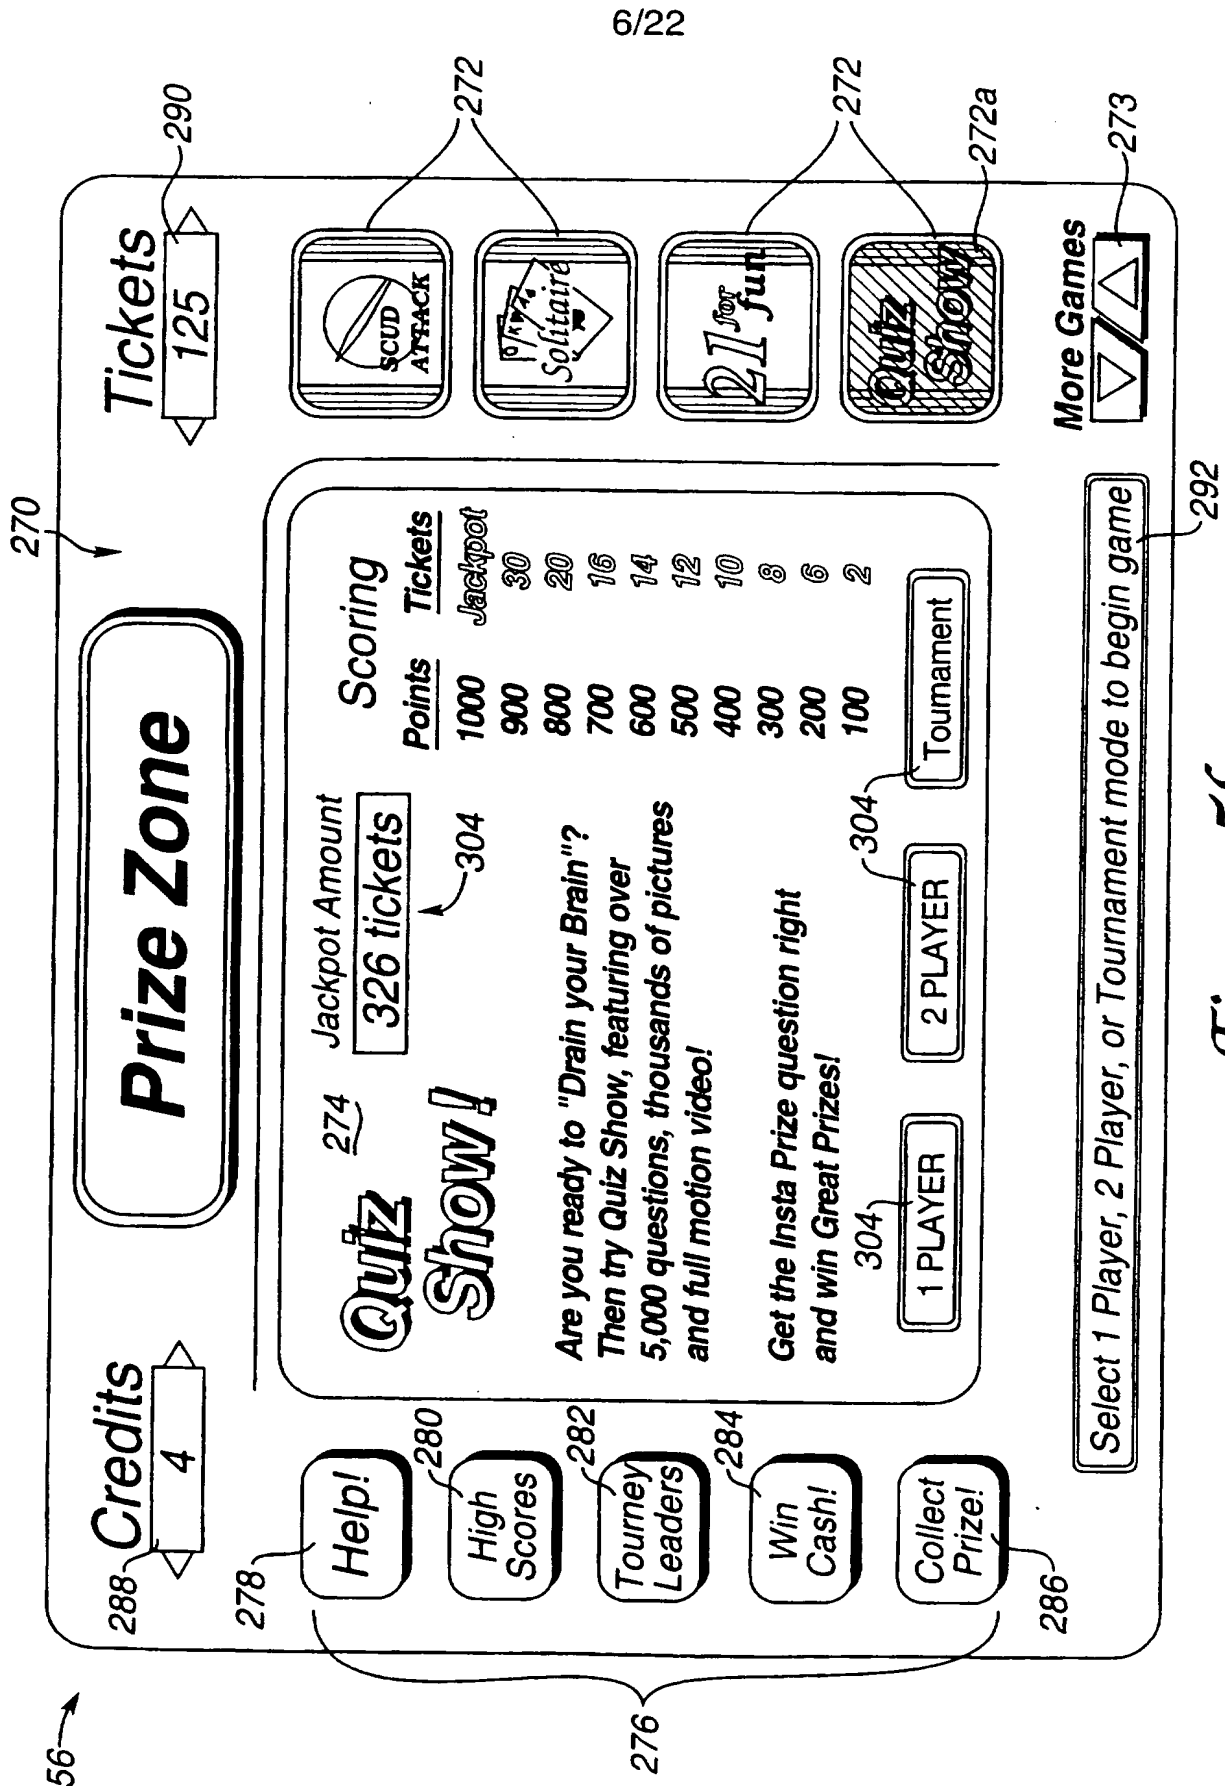 6/22
56
270
Credits
4
288
Prize Zone
Tickets
125
290
278
Help!
280
High
Scores
282
Tourney
Leaders
284
Win
Cash!
Collect
Prize!
286
276
Quiz
Show!
274
Jackpot Amount
326 tickets
304
Are you ready to "Drain your Brain"?
Then try Quiz Show, featuring over
5,000 questions, thousands of pictures
and full motion video!
Get the Insta Prize question right
and win Great Prizes!
Scoring
Points Tickets
1000 Jackpot
900 30
800 20
700 16
600 14
500 12
400 10
300 8
200 6
100 2
304
1 PLAYER
304
2 PLAYER
Tournament
272
SCUD
ATTACK
Solitaire
272
21 for
fun
Quiz
Show
272a
More Games
273
Select 1 Player, 2 Player, or Tournament mode to begin game
292